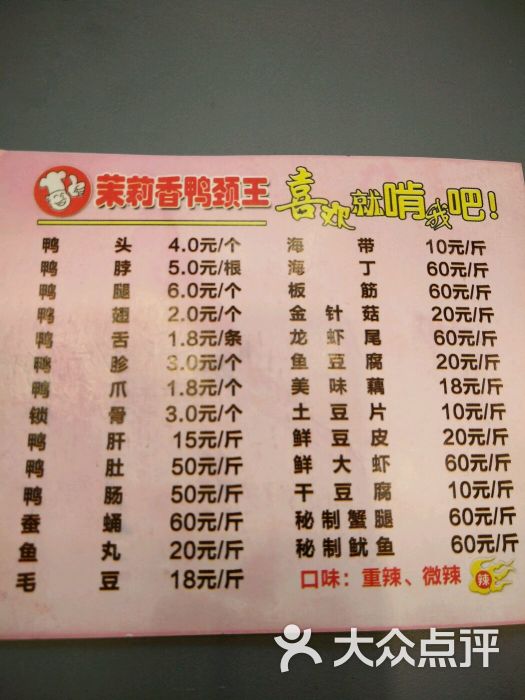 茉莉香鸭颈王 喜欢就啃我吧!
鸭头 4.0元/个
鸭脖 5.0元/根
鸭腿 6.0元/个
鸭翅 2.0元/个
鸭舌 1.8元/条
鸭胗 3.0元/个
鸭爪 1.8元/个
锁骨 3.0元/个
鸭肝 15元/斤
鸭肚 50元/斤
鸭肠 50元/斤
蚕蛹 60元/斤
鱼丸 20元/斤
毛豆 18元/斤
海带 10元/斤
海丁 60元/斤
板筋 60元/斤
金针菇 20元/斤
龙虾尾 60元/斤
鱼豆腐 20元/斤
美味藕 18元/斤
土豆片 10元/斤
鲜豆皮 20元/斤
鲜大虾 60元/斤
干豆腐 10元/斤
秘制蟹腿 60元/斤
秘制鱿鱼 60元/斤
口味：重辣、微辣 辣
大众点评